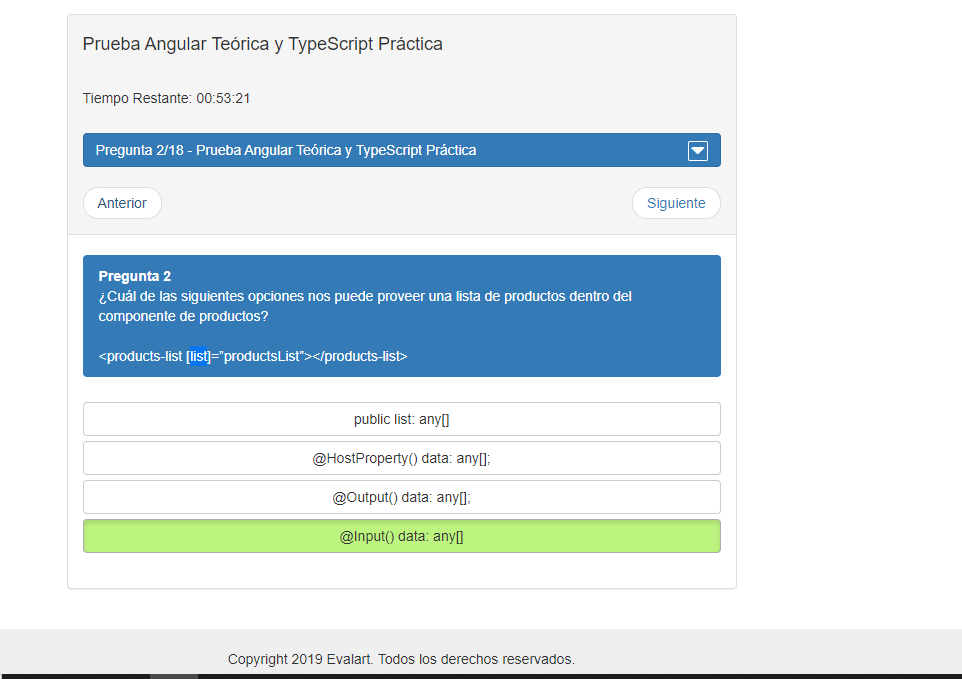 Prueba Angular Teórica y TypeScript Práctica
Tiempo Restante: 00:53:21
Pregunta 2/18 - Prueba Angular Teórica y TypeScript Práctica
Anterior
Siguiente
Pregunta 2
¿Cuál de las siguientes opciones nos puede proveer una lista de productos dentro del
componente de productos?
<products-list [list]="productsList"></products-list>
public list: any[]
@HostProperty() data: any[];
@Output() data: any[];
@Input() data: any[]
Copyright 2019 Evalart. Todos los derechos reservados.